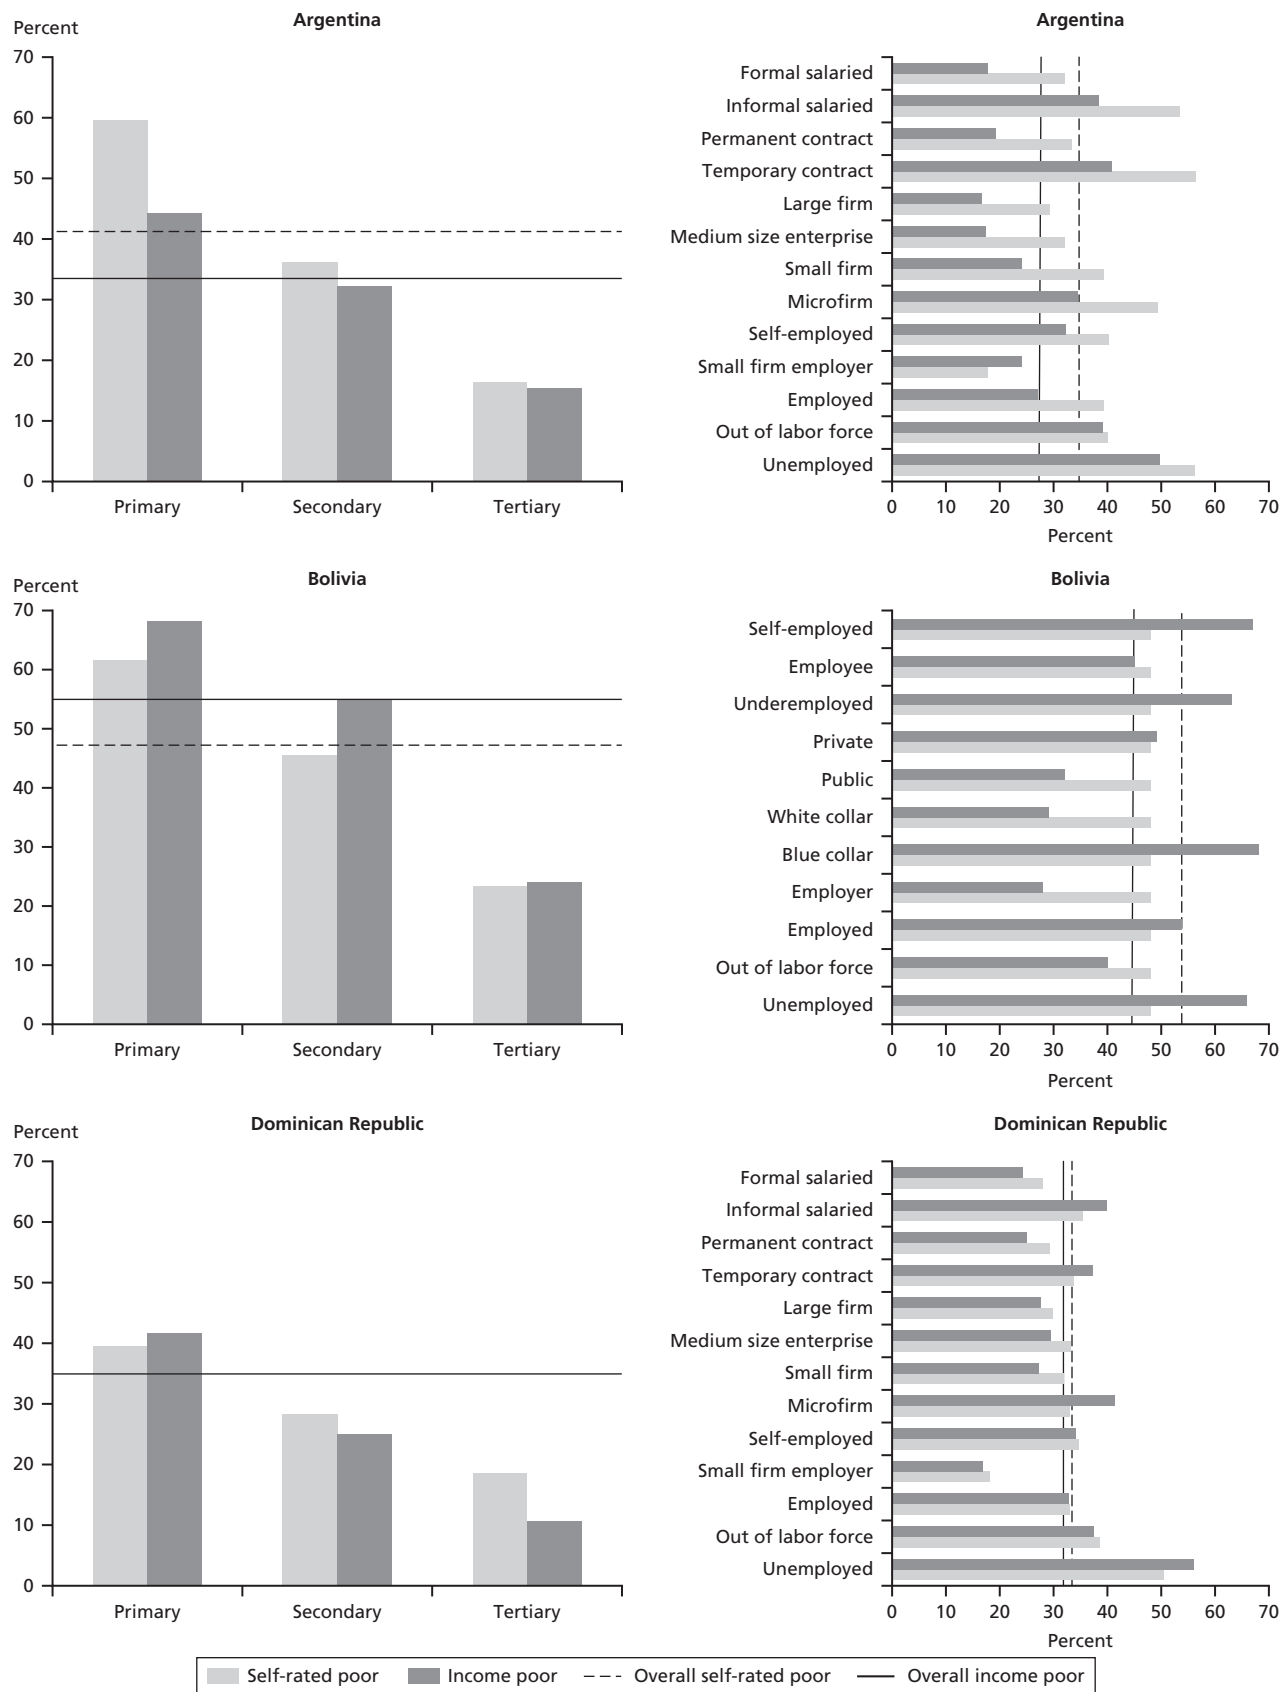 Argentina
Percent
70
60
50
40
30
20
10
0
Primary Secondary Tertiary
Argentina
Formal salaried
Informal salaried
Permanent contract
Temporary contract
Large firm
Medium size enterprise
Small firm
Microfirm
Self-employed
Small firm employer
Employed
Out of labor force
Unemployed
0 10 20 30 40 50 60 70
Percent
Bolivia
Percent
70
60
50
40
30
20
10
0
Primary Secondary Tertiary
Bolivia
Self-employed
Employee
Underemployed
Private
Public
White collar
Blue collar
Employer
Employed
Out of labor force
Unemployed
0 10 20 30 40 50 60 70
Percent
Dominican Republic
Percent
70
60
50
40
30
20
10
0
Primary Secondary Tertiary
Dominican Republic
Formal salaried
Informal salaried
Permanent contract
Temporary contract
Large firm
Medium size enterprise
Small firm
Microfirm
Self-employed
Small firm employer
Employed
Out of labor force
Unemployed
0 10 20 30 40 50 60 70
Percent
Self-rated poor Income poor Overall self-rated poor Overall income poor